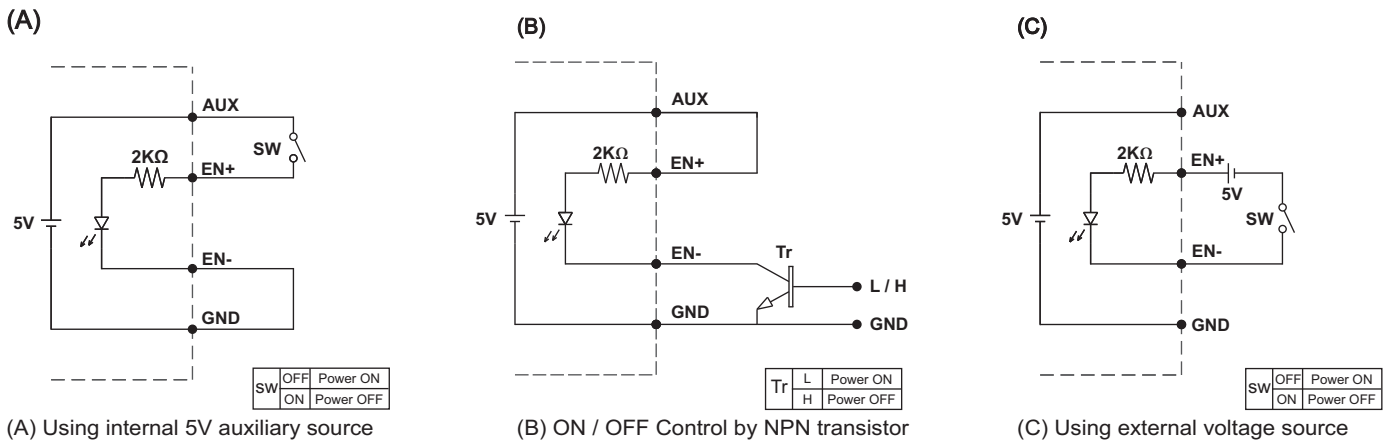 (A)
AUX
SW
2KΩ
EN+
5V
EN-
GND
SW OFF Power ON
ON Power OFF
(A) Using internal 5V auxiliary source
(B)
AUX
2KΩ
EN+
5V
EN-
Tr
L / H
GND
GND
Tr L Power ON
H Power OFF
(B) ON / OFF Control by NPN transistor
(C)
AUX
2KΩ
EN+
5V
5V
SW
EN-
GND
SW OFF Power ON
ON Power OFF
(C) Using external voltage source